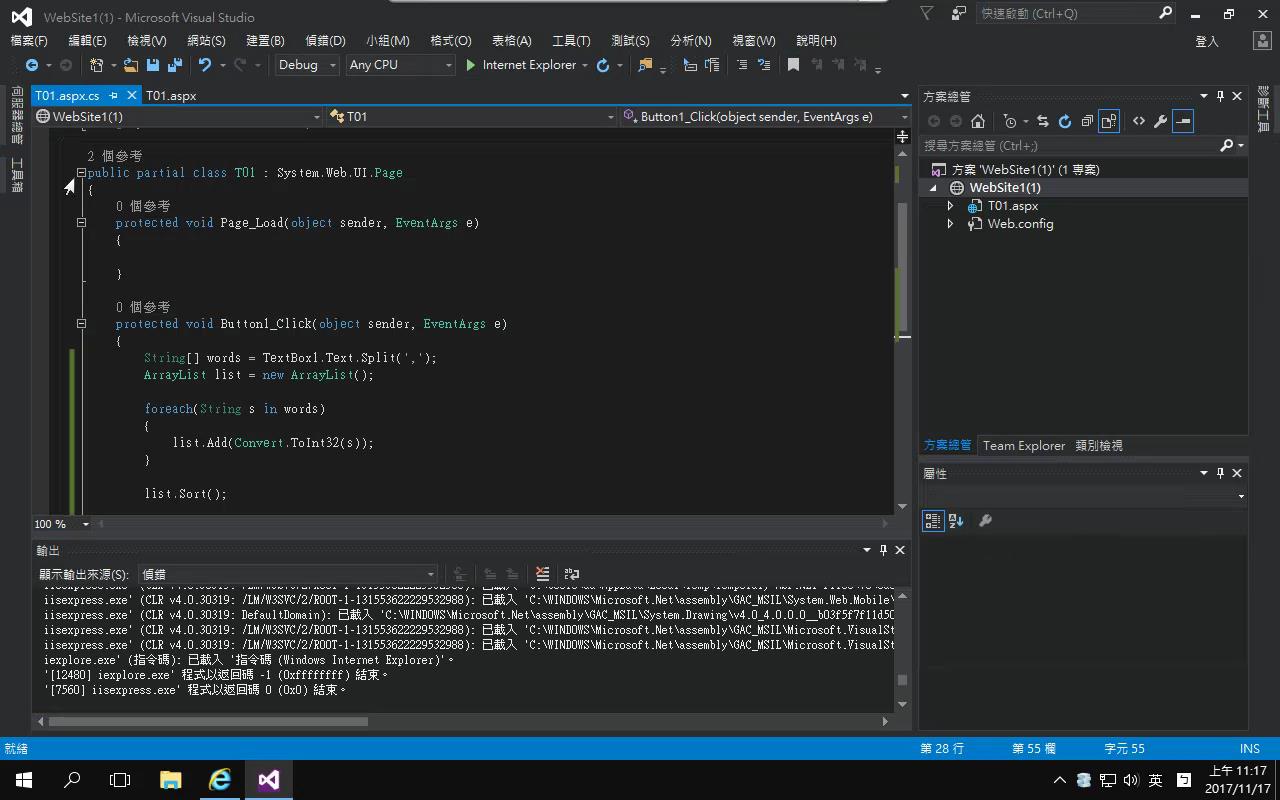 WebSite1(1) - Microsoft Visual Studio
快速啟動 (Ctrl+Q)
檔案(F) 編輯(E) 檢視(V) 網站(S) 建置(B) 偵錯(D) 小組(M) 格式(O) 表格(A) 工具(T) 測試(S) 分析(N) 視窗(W) 說明(H)
登入
Debug Any CPU Internet Explorer
伺服器總管
工具箱
T01.aspx.cs T01.aspx
WebSite1(1) T01 Button1_Click(object sender, EventArgs e)
2 個參考
public partial class T01 : System.Web.UI.Page
{
0 個參考
protected void Page_Load(object sender, EventArgs e)
{
}
0 個參考
protected void Button1_Click(object sender, EventArgs e)
{
String[] words = TextBox1.Text.Split(',');
ArrayList list = new ArrayList();
foreach(String s in words)
{
list.Add(Convert.ToInt32(s));
}
list.Sort();
100 %
輸出
顯示輸出來源(S): 偵錯
iisexpress.exe' (CLR v4.0.30319: /LM/W3SVC/2/ROOT-1-131553622229532988): 已載入 'C:\WINDOWS\Microsoft.Net\assembly\GAC_MSIL\System.Web.Mobile\
iisexpress.exe' (CLR v4.0.30319: DefaultDomain): 已載入 'C:\WINDOWS\Microsoft.Net\assembly\GAC_MSIL\System.Drawing\v4.0_4.0.0.0__b03f5f7f11d50
iisexpress.exe' (CLR v4.0.30319: /LM/W3SVC/2/ROOT-1-131553622229532988): 已載入 'C:\WINDOWS\Microsoft.Net\assembly\GAC_MSIL\Microsoft.VisualSt
iisexpress.exe' (CLR v4.0.30319: /LM/W3SVC/2/ROOT-1-131553622229532988): 已載入 'C:\WINDOWS\Microsoft.Net\assembly\GAC_MSIL\Microsoft.VisualSt
iexplore.exe' (指令碼): 已載入 '指令碼 (Windows Internet Explorer)'。
'[12480] iexplore.exe' 程式以返回碼 -1 (0xffffffff) 結束。
'[7560] iisexpress.exe' 程式以返回碼 0 (0x0) 結束。
方案總管
搜尋方案總管 (Ctrl+;)
方案 'WebSite1(1)' (1 專案)
WebSite1(1)
T01.aspx
Web.config
方案總管 Team Explorer 類別檢視
屬性
診斷工具
就緒 第 28 行 第 55 欄 字元 55 INS
英
上午 11:17
2017/11/17